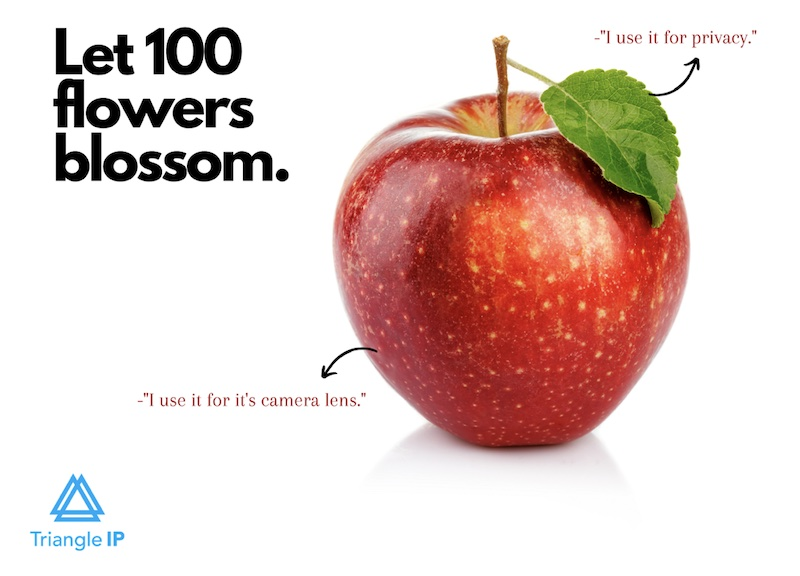 Let 100
flowers
blossom.
-"I use it for privacy."
-"I use it for it's camera lens."
Triangle IP